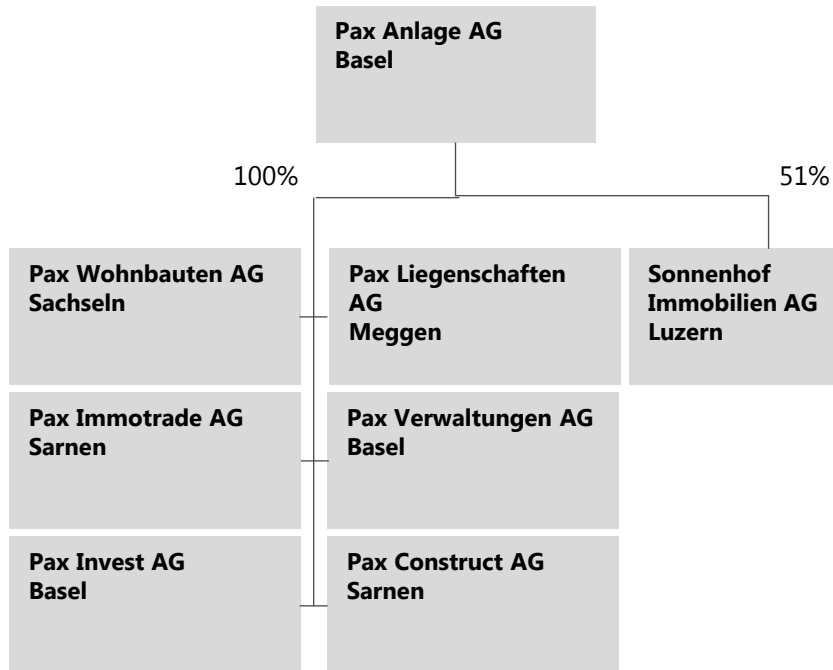 Pax Anlage AG
Basel
100%
51%
Pax Wohnbauten AG
Sachseln
Pax Liegenschaften
AG
Meggen
Sonnenhof
Immobilien AG
Luzern
Pax Immotrade AG
Sarnen
Pax Verwaltungen AG
Basel
Pax Invest AG
Basel
Pax Construct AG
Sarnen